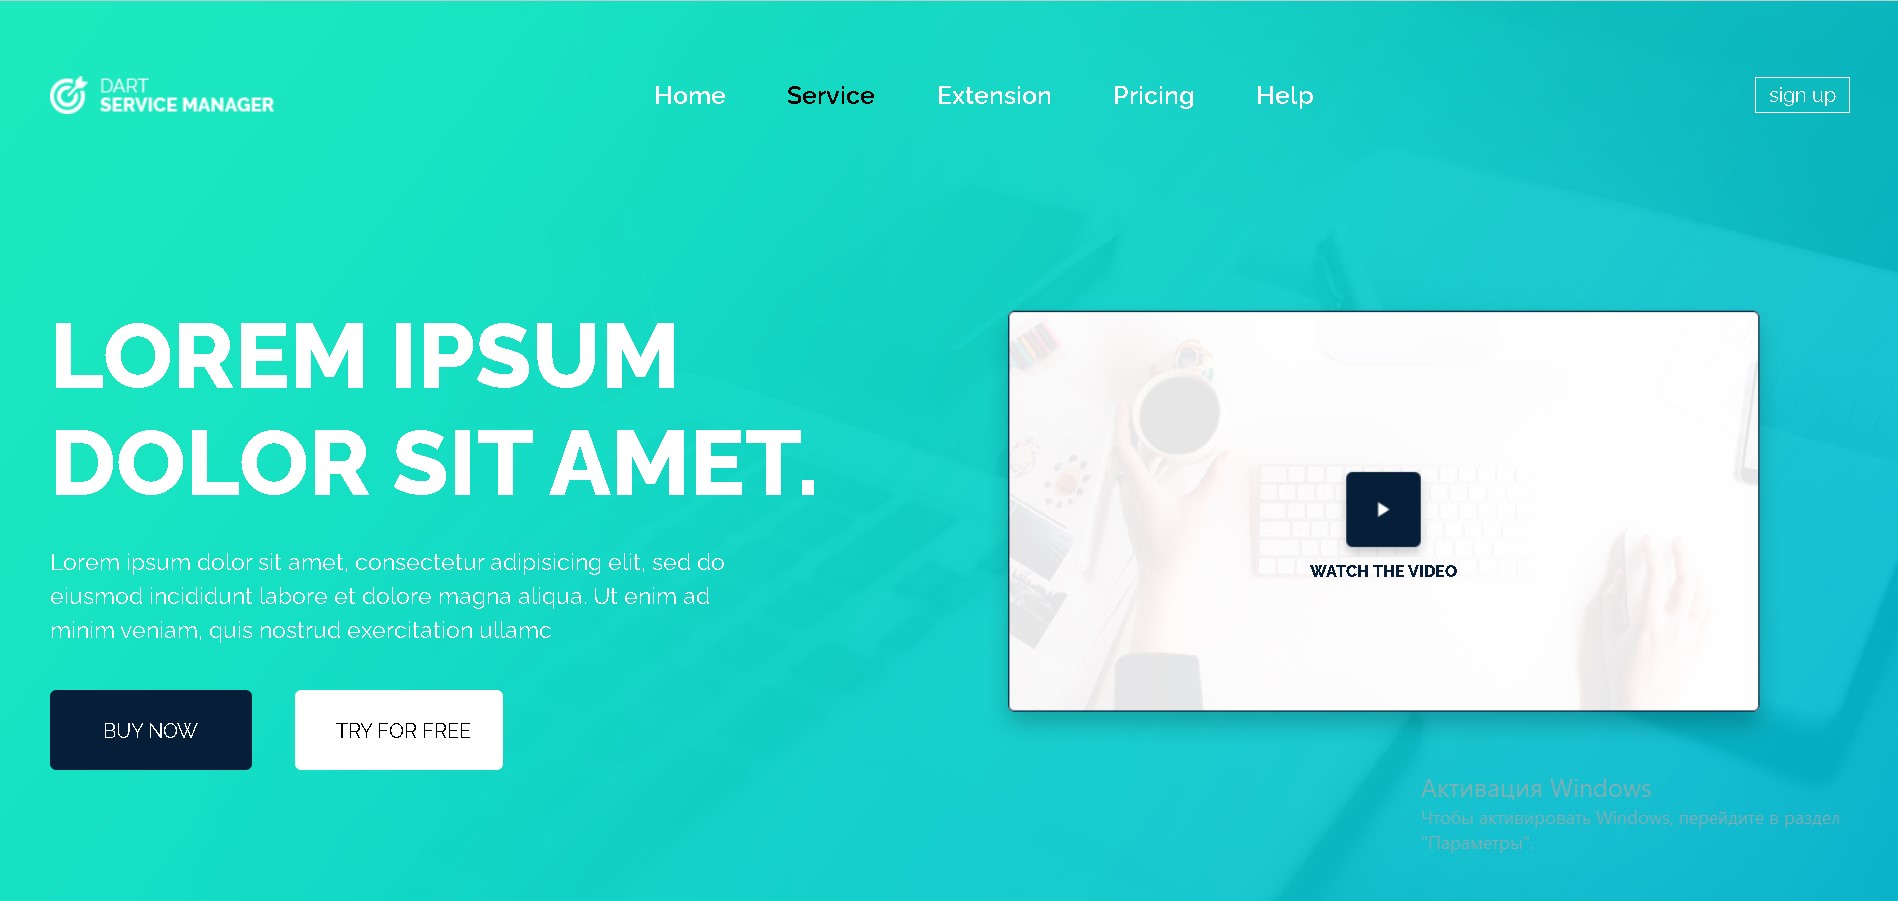 DART
SERVICE MANAGER
Home Service Extension Pricing Help
sign up
LOREM IPSUM
DOLOR SIT AMET.
Lorem ipsum dolor sit amet, consectetur adipisicing elit, sed do
eiusmod incididunt labore et dolore magna aliqua. Ut enim ad
minim veniam, quis nostrud exercitation ullamc
BUY NOW
TRY FOR FREE
WATCH THE VIDEO
Активация Windows
Чтобы активировать Windows, перейдите в раздел
"Параметры".